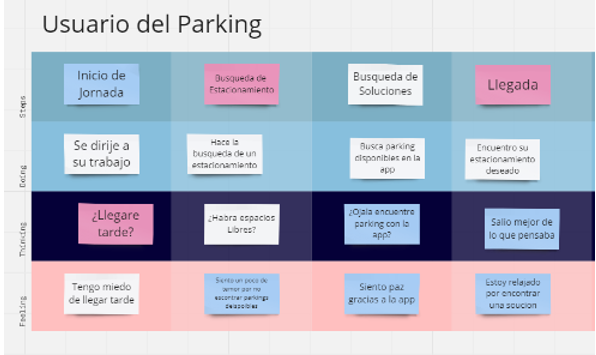 Usuario del Parking
Steps
Inicio de
Jornada
Busqueda de
Estacionamiento
Busqueda de
Soluciones
Llegada
Doing
Se dirije a
su trabajo
Hace la
busqueda de un
estacionamiento
Busca parking
disponibles en la
app
Encuentro su
estacionamiento
deseado
Thinking
¿Llegare
tarde?
¿Habra espacios
Libres?
¿Ojala encuentre
parking con la
app?
Salio mejor de
lo que pensaba
Feeling
Tengo miedo
de llegar tarde
Siento un poco de
por no
encontrar parkings
Siento paz
gracias a la app
Estoy relajado
por encontrar
una soucion